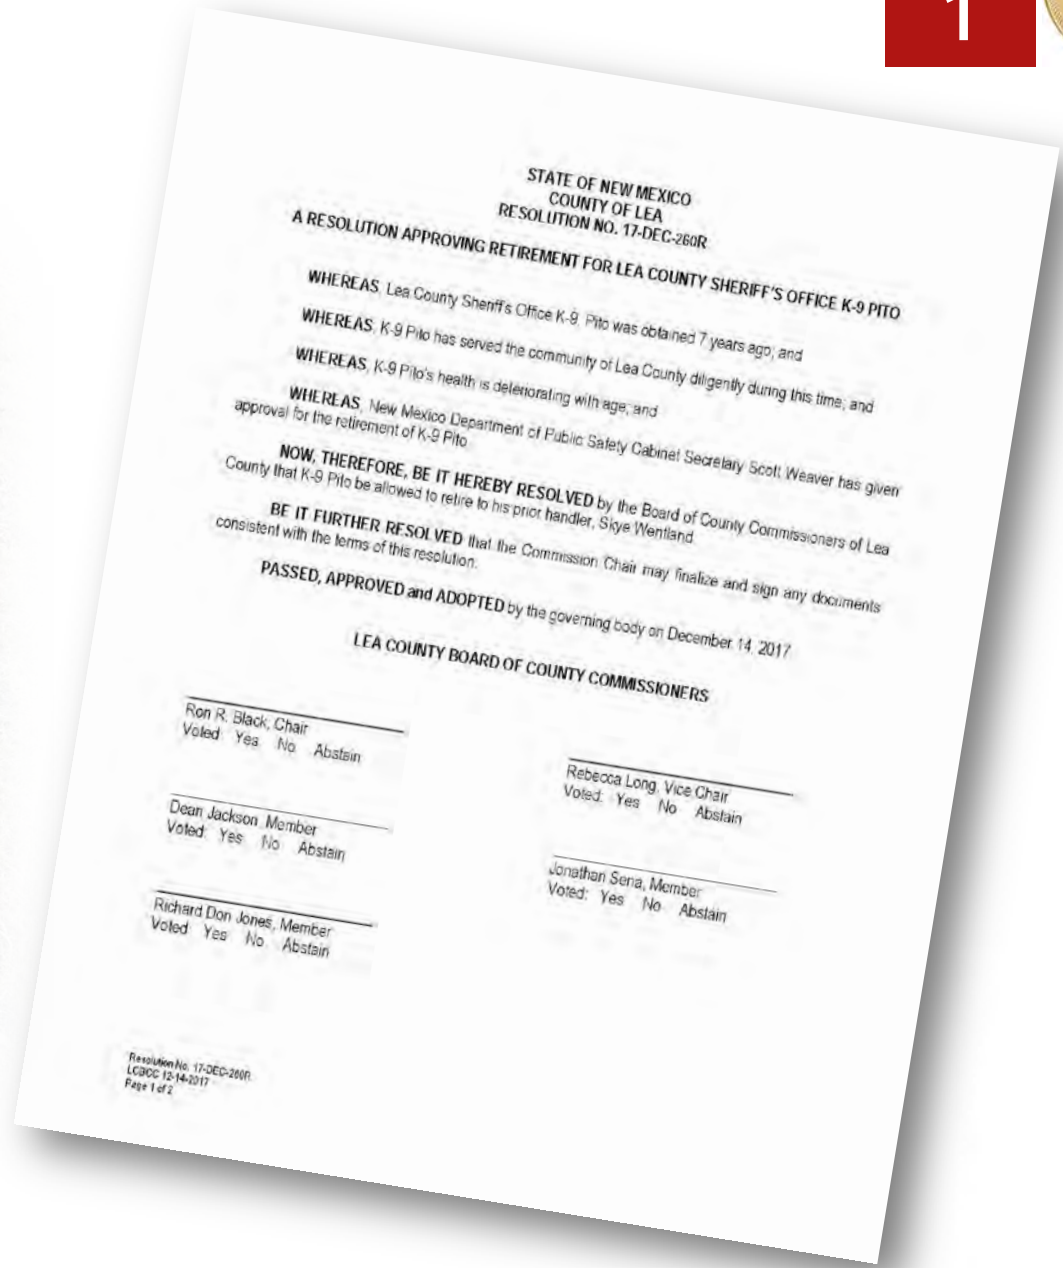 1
STATE OF NEW MEXICO
COUNTY OF LEA
RESOLUTION NO. 17-DEC-260R
A RESOLUTION APPROVING RETIREMENT FOR LEA COUNTY SHERIFF'S OFFICE K-9 PITO
WHEREAS, Lea County Sheriff's Office K-9, Pito was obtained 7 years ago; and
WHEREAS, K-9 Pito has served the community of Lea County diligently during this time; and
WHEREAS, K-9 Pito's health is deteriorating with age; and
WHEREAS, New Mexico Department of Public Safety Cabinet Secretary Scott Weaver has given
approval for the retirement of K-9 Pito.
NOW, THEREFORE, BE IT HEREBY RESOLVED by the Board of County Commissioners of Lea
County that K-9 Pito be allowed to retire to his prior handler, Skye Wentland.
BE IT FURTHER RESOLVED that the Commission Chair may finalize and sign any documents
consistent with the terms of this resolution.
PASSED, APPROVED and ADOPTED by the governing body on December 14, 2017.
LEA COUNTY BOARD OF COUNTY COMMISSIONERS
Ron R. Black, Chair
Voted Yes No Abstain
Rebecca Long, Vice Chair
Voted: Yes No Abstain
Dean Jackson, Member
Voted: Yes No Abstain
Jonathan Sena, Member
Voted: Yes No Abstain
Richard Don Jones, Member
Voted Yes No Abstain
Resolution No. 17-DEC-260R
LCBCC 12-14-2017
Page 1 of 2